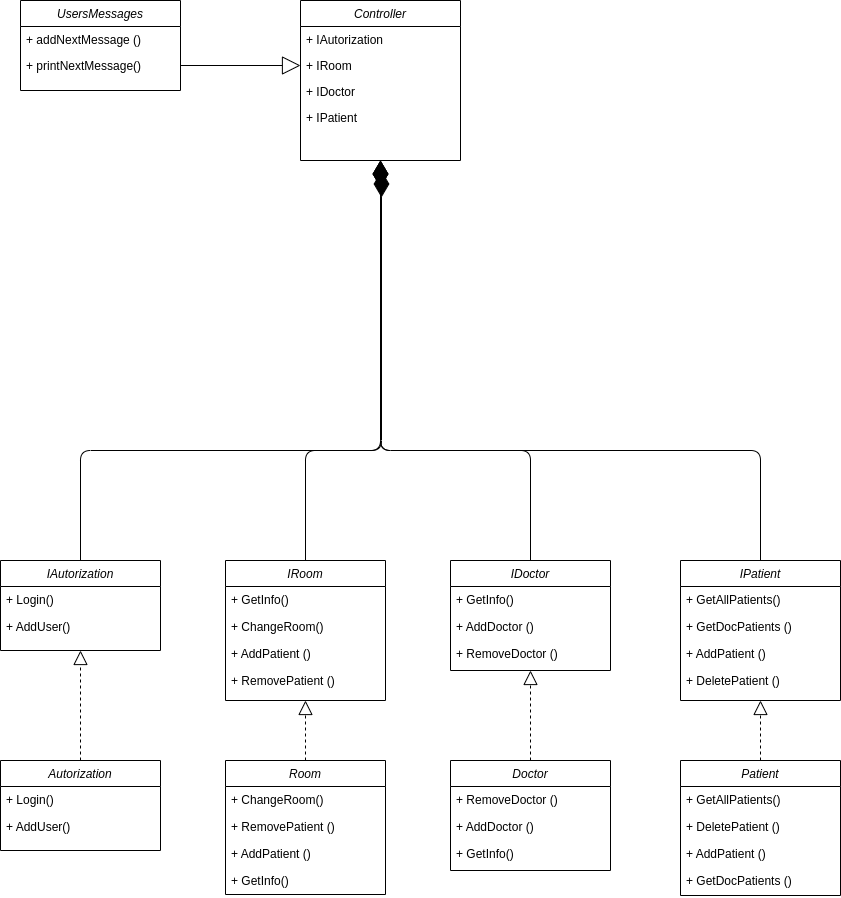 UsersMessages
+ addNextMessage ()
+ printNextMessage()
Controller
+ IAutorization
+ IRoom
+ IDoctor
+ IPatient
IAutorization
+ Login()
+ AddUser()
IRoom
+ GetInfo()
+ ChangeRoom()
+ AddPatient ()
+ RemovePatient ()
IDoctor
+ GetInfo()
+ AddDoctor ()
+ RemoveDoctor ()
IPatient
+ GetAllPatients()
+ GetDocPatients ()
+ AddPatient ()
+ DeletePatient ()
Autorization
+ Login()
+ AddUser()
Room
+ ChangeRoom()
+ RemovePatient ()
+ AddPatient ()
+ GetInfo()
Doctor
+ RemoveDoctor ()
+ AddDoctor ()
+ GetInfo()
Patient
+ GetAllPatients()
+ DeletePatient ()
+ AddPatient ()
+ GetDocPatients ()